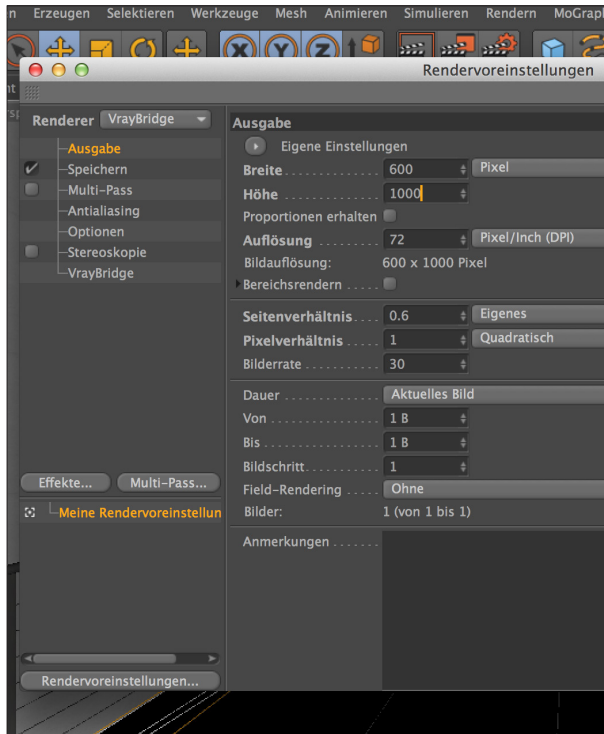 n Erzeugen Selektieren Werkzeuge Mesh Animieren Simulieren Rendern MoGrap
X Y Z
Rendervoreinstellungen
nt
Renderer VrayBridge
Ausgabe
Speichern
Multi-Pass
Antialiasing
Optionen
Stereoskopie
VrayBridge
Effekte... Multi-Pass...
Meine Rendervoreinstellun
Rendervoreinstellungen...
Ausgabe
Eigene Einstellungen
Breite 600 Pixel
Höhe 1000
Proportionen erhalten
Auflösung 72 Pixel/Inch (DPI)
Bildauflösung: 600 x 1000 Pixel
Bereichsrendern
Seitenverhältnis 0.6 Eigenes
Pixelverhältnis 1 Quadratisch
Bilderrate 30
Dauer Aktuelles Bild
Von 1 B
Bis 1 B
Bildschritt 1
Field-Rendering Ohne
Bilder: 1 (von 1 bis 1)
Anmerkungen